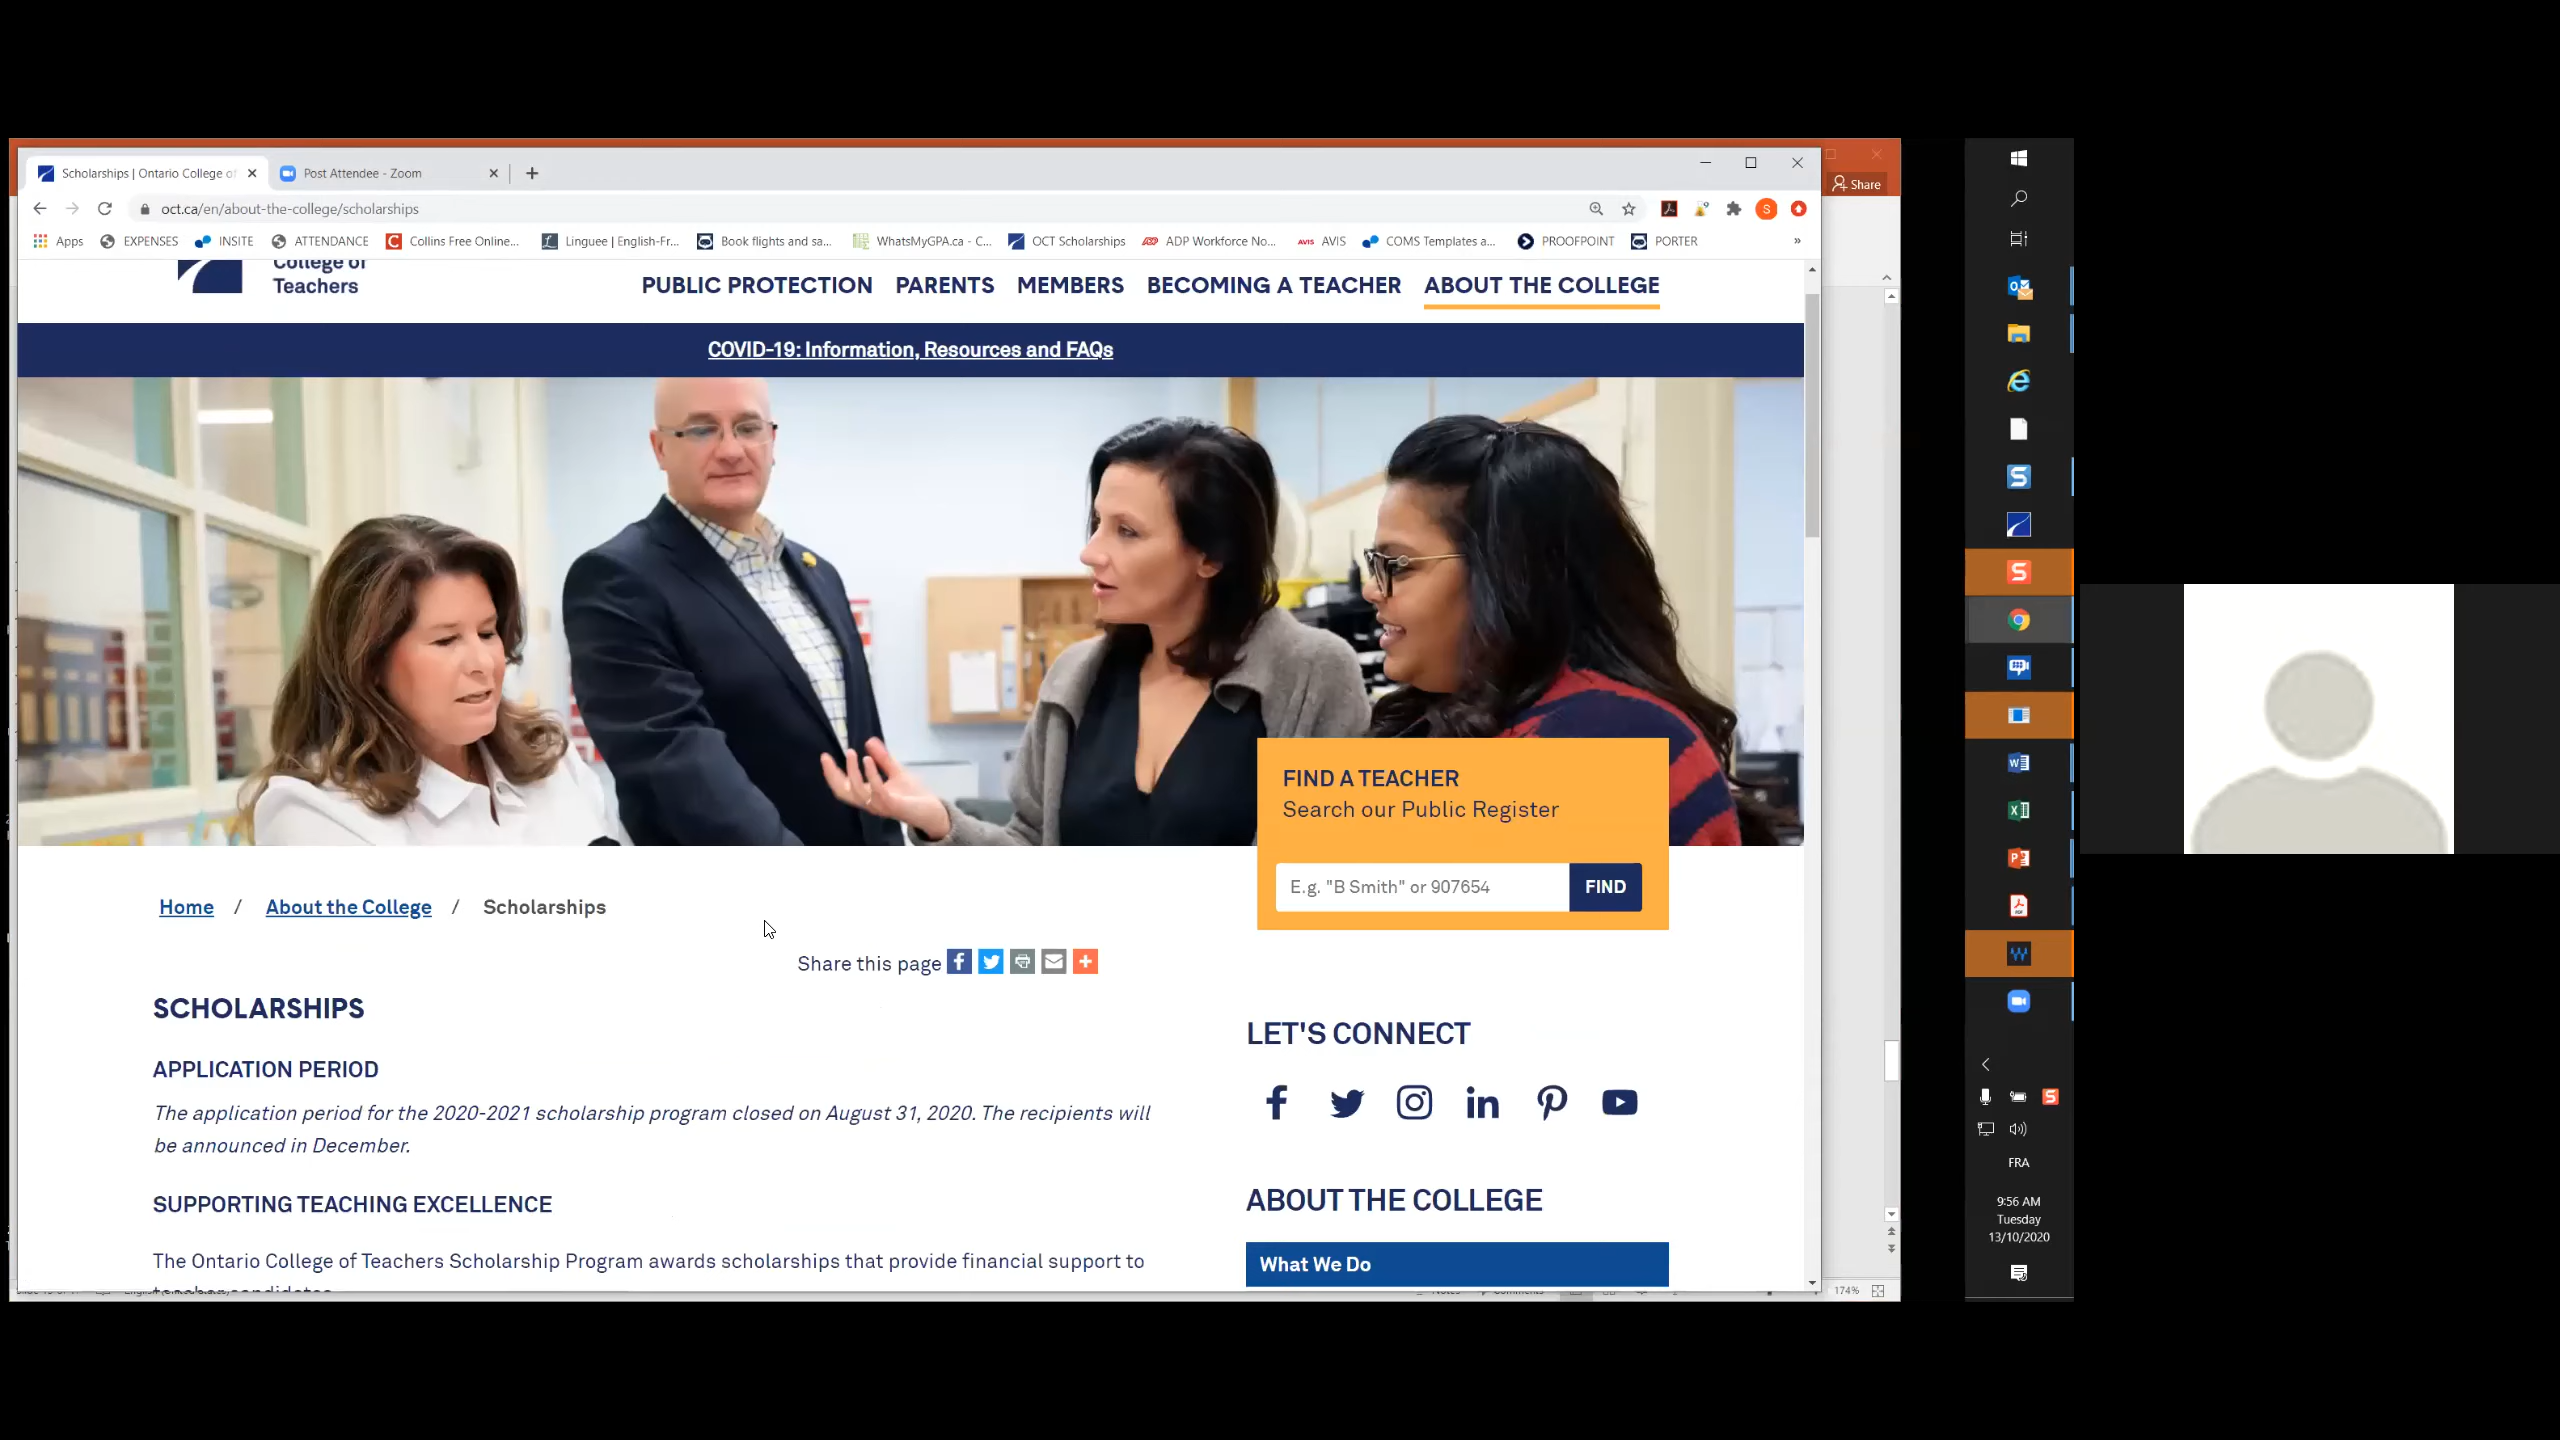 Share
Scholarships | Ontario College of
Post Attendee - Zoom
oct.ca/en/about-the-college/scholarships
Apps EXPENSES INSITE ATTENDANCE Collins Free Online... Linguee | English-Fr... Book flights and sa... WhatsMyGPA.ca - C... OCT Scholarships ADP Workforce No... AVIS COMS Templates a... PROOFPOINT PORTER »
College of
Teachers
PUBLIC PROTECTION PARENTS MEMBERS BECOMING A TEACHER ABOUT THE COLLEGE
COVID-19: Information, Resources and FAQs
FIND A TEACHER
Search our Public Register
E.g. "B Smith" or 907654 FIND
Home / About the College / Scholarships
Share this page
SCHOLARSHIPS
APPLICATION PERIOD
The application period for the 2020-2021 scholarship program closed on August 31, 2020. The recipients will
be announced in December.
SUPPORTING TEACHING EXCELLENCE
The Ontario College of Teachers Scholarship Program awards scholarships that provide financial support to
teacher candidates
LET'S CONNECT
ABOUT THE COLLEGE
What We Do
174%
FRA
9:56 AM
Tuesday
13/10/2020